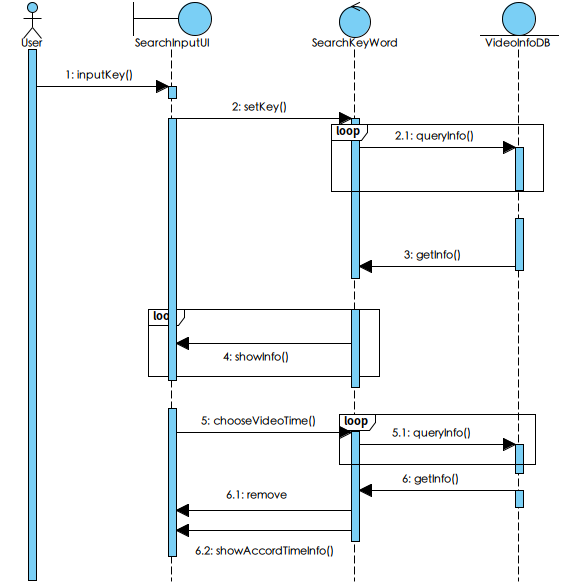 User
SearchInputUI
SearchKeyWord
VideoInfoDB
1: inputKey()
2: setKey()
loop
2.1: queryInfo()
3: getInfo()
loo
4: showInfo()
5: chooseVideoTime()
loop
5.1: queryInfo()
6: getInfo()
6.1: remove
6.2: showAccordTimeInfo()